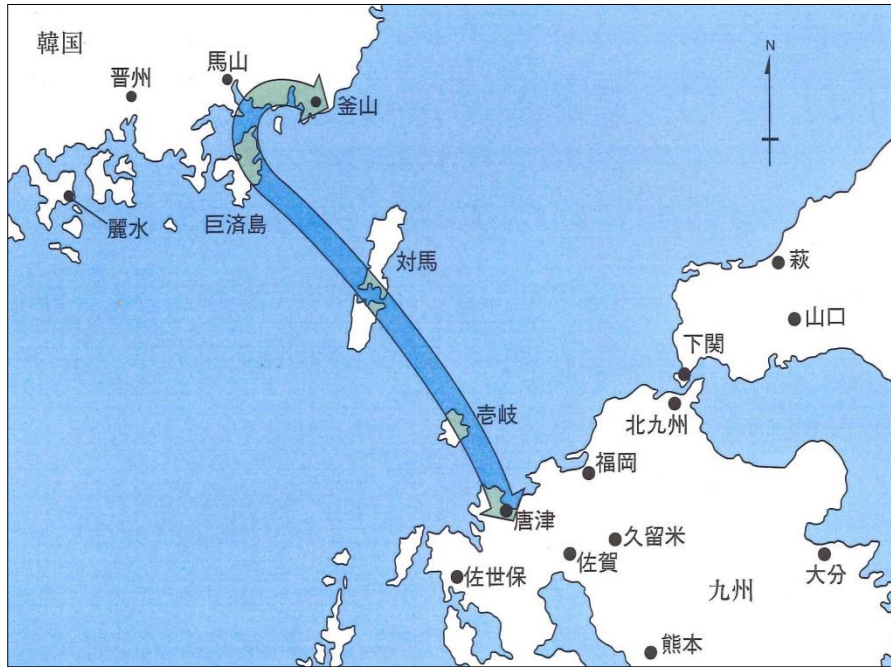 韓国
馬山
晋州
釜山
N
麗水
巨済島
対馬
萩
山口
下関
北九州
壱岐
福岡
唐津
久留米
佐賀
佐世保
大分
九州
熊本